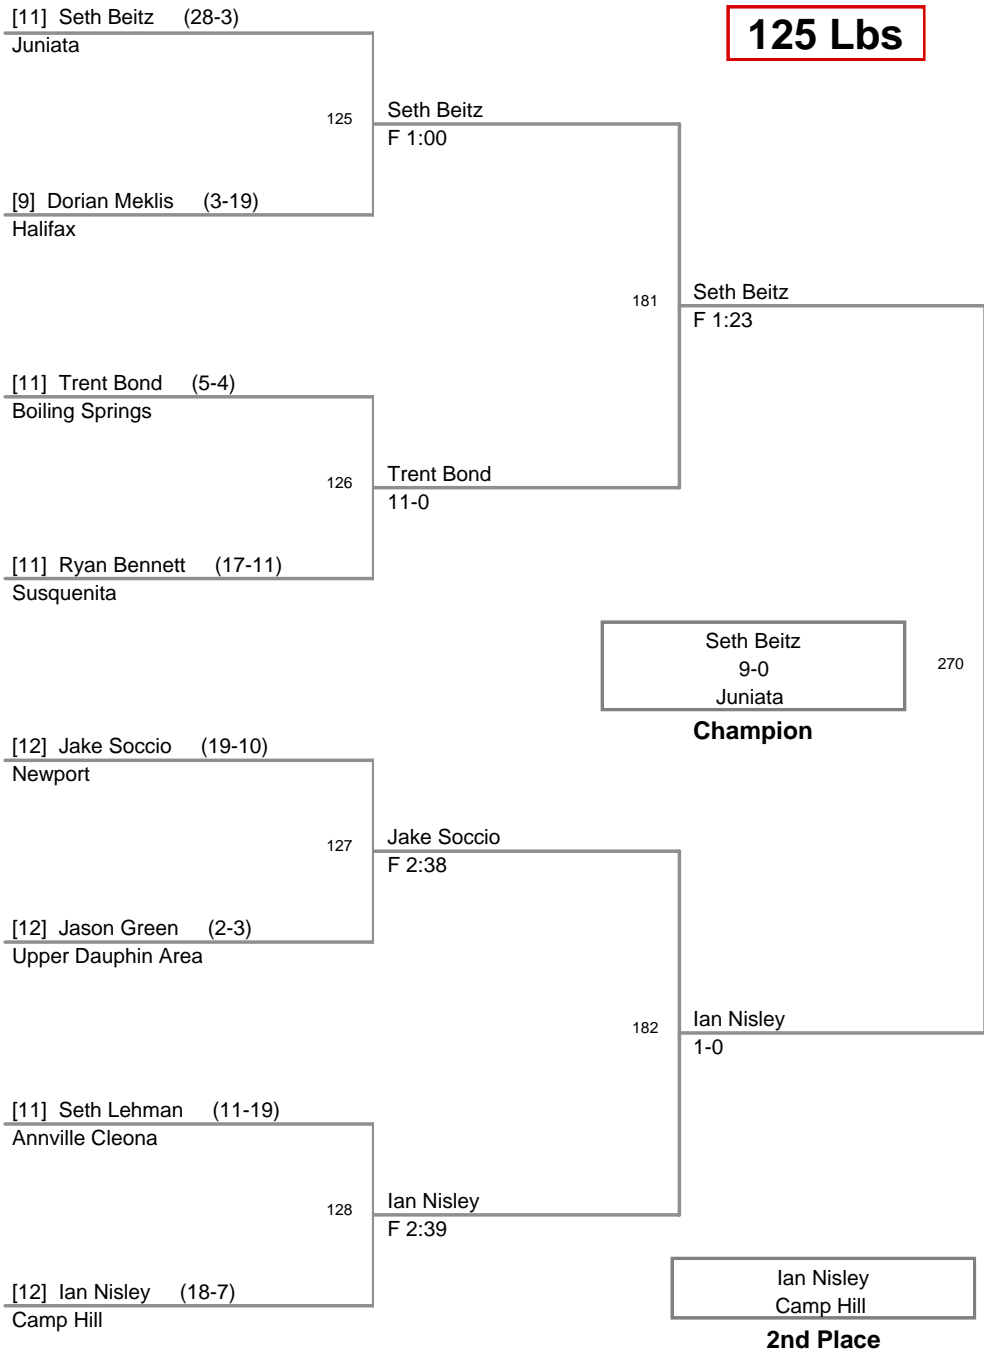 [11] Seth Beitz (28-3)
Juniata
125 Lbs
125
Seth Beitz
F 1:00
[9] Dorian Meklis (3-19)
Halifax
181
Seth Beitz
F 1:23
[11] Trent Bond (5-4)
Boiling Springs
126
Trent Bond
11-0
[11] Ryan Bennett (17-11)
Susquenita
Seth Beitz
9-0
Juniata
270
Champion
[12] Jake Soccio (19-10)
Newport
127
Jake Soccio
F 2:38
[12] Jason Green (2-3)
Upper Dauphin Area
182
Ian Nisley
1-0
[11] Seth Lehman (11-19)
Annville Cleona
128
Ian Nisley
F 2:39
[12] Ian Nisley (18-7)
Camp Hill
Ian Nisley
Camp Hill
2nd Place